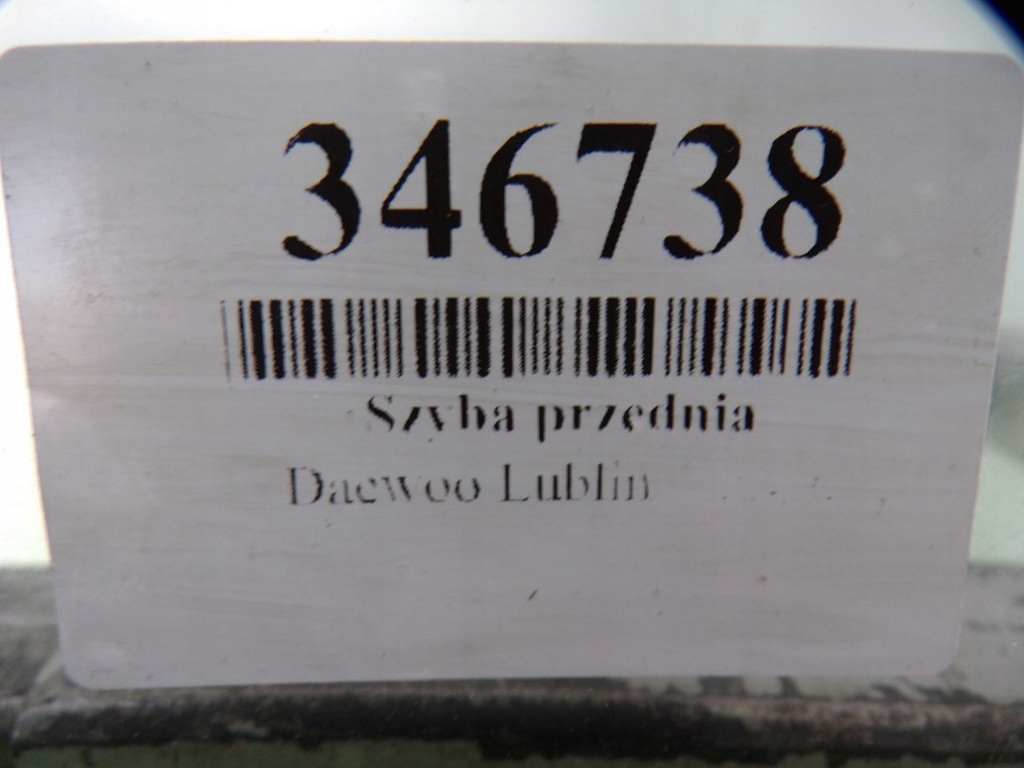 346738
Szyba przednia
Daewoo Lublin